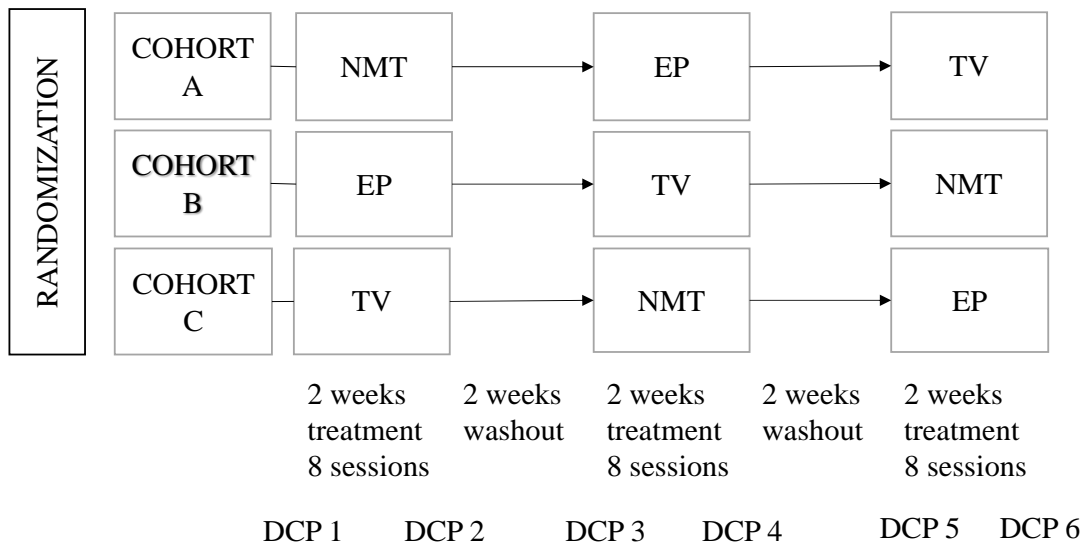 RANDOMIZATION
COHORT
A
NMT
EP
TV
COHORT
B
EP
TV
NMT
COHORT
C
TV
NMT
EP
2 weeks
treatment
8 sessions
2 weeks
washout
2 weeks
treatment
8 sessions
2 weeks
washout
2 weeks
treatment
8 sessions
DCP 1 DCP 2 DCP 3 DCP 4 DCP 5 DCP 6